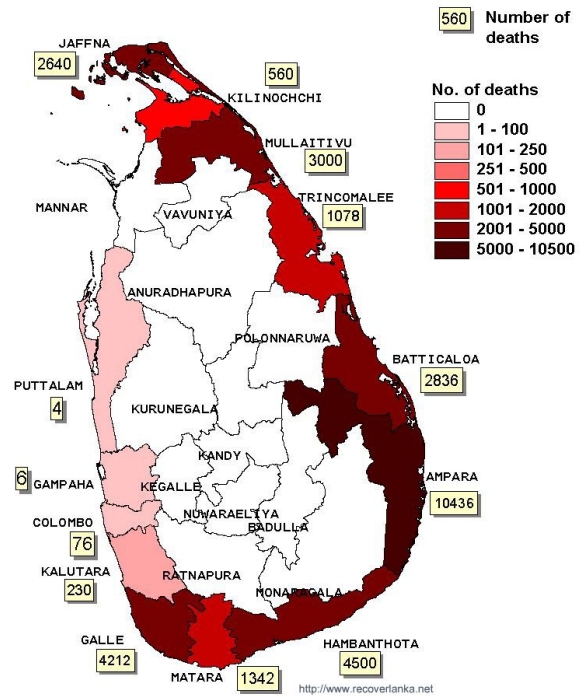 560 Number of
deaths
JAFFNA
2640
560
KILINOCHCHI
No. of deaths
0
1 - 100
101 - 250
251 - 500
501 - 1000
1001 - 2000
2001 - 5000
5000 - 10500
MULLAITIVU
3000
TRINCOMALEE
1078
MANNAR
VAVUNIYA
ANURADHAPURA
POLONNARUWA
BATTICALOA
2836
PUTTALAM
4
KURUNEGALA
KANDY
AMPARA
10436
6
GAMPAHA
KEGALLE
NUWARAELIYA
BADULLA
COLOMBO
76
KALUTARA
230
RATNAPURA
MONARAGALA
GALLE
4212
MATARA
1342
HAMBANTHOTA
4500
http://www.recoverlanka.net